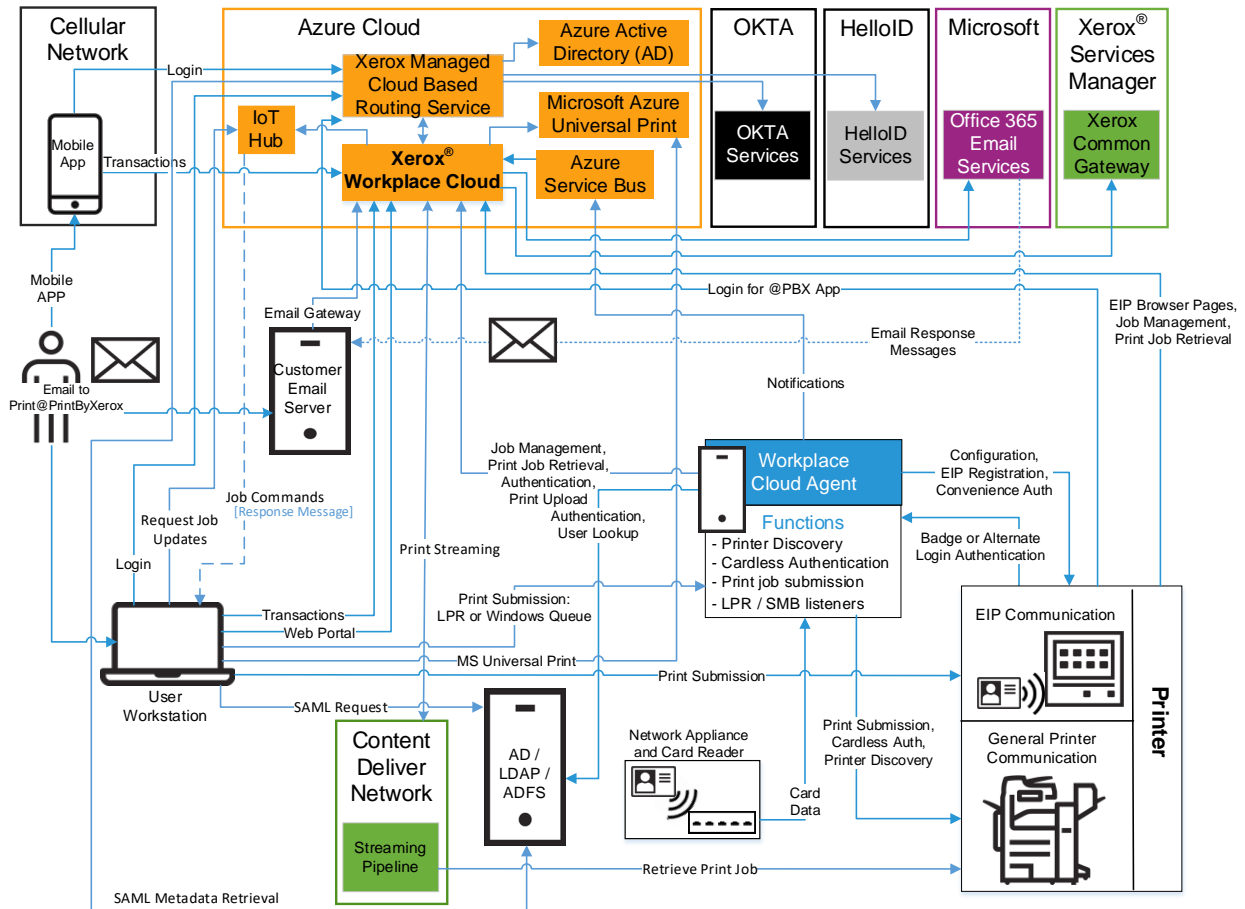 Cellular
Network
Mobile
App
Login
Transactions
Azure Cloud
Xerox Managed
Cloud Based
Routing Service
Azure Active
Directory (AD)
IoT
Hub
Microsoft Azure
Universal Print
Xerox®
Workplace Cloud
Azure
Service Bus
OKTA
OKTA
Services
HelloID
HelloID
Services
Microsoft
Office 365
Email
Services
Xerox®
Services
Manager
Xerox
Common
Gateway
Mobile
APP
Email Gateway
Login for @PBX App
EIP Browser Pages,
Job Management,
Print Job Retrieval
Email Response
Messages
Customer
Email
Server
Email to
Print@PrintByXerox
Notifications
Job Management,
Print Job Retrieval,
Authentication,
Print Upload
Authentication,
User Lookup
Workplace
Cloud Agent
Functions
- Printer Discovery
- Cardless Authentication
- Print job submission
- LPR / SMB listeners
Configuration,
EIP Registration,
Convenience Auth
Badge or Alternate
Login Authentication
Job Commands
[Response Message]
Request Job
Updates
Login
Print Streaming
Transactions
Web Portal
Print Submission:
LPR or Windows Queue
MS Universal Print
Print Submission
User
Workstation
SAML Request
EIP Communication
Printer
General Printer
Communication
Print Submission,
Cardless Auth,
Printer Discovery
Network Appliance
and Card Reader
Card
Data
Content
Deliver
Network
Streaming
Pipeline
AD /
LDAP /
ADFS
Retrieve Print Job
SAML Metadata Retrieval